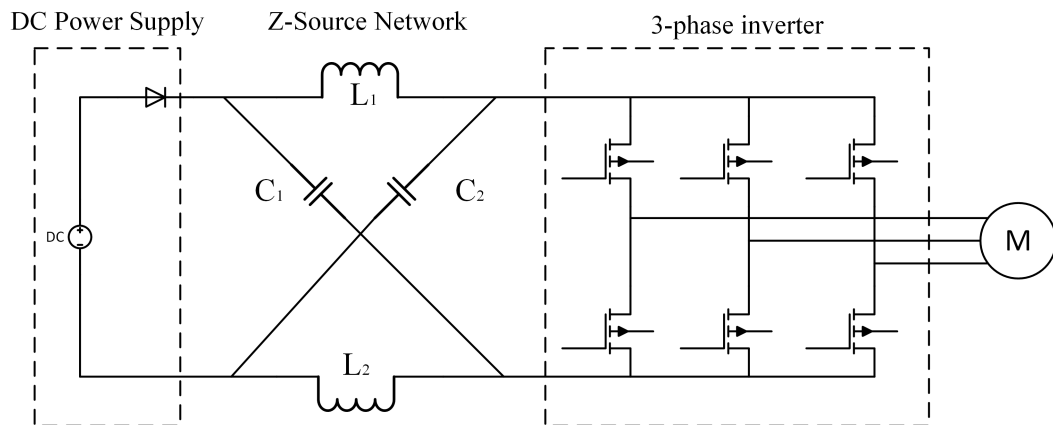 DC Power Supply
Z-Source Network
3-phase inverter
L1
C1
C2
DC
M
L2